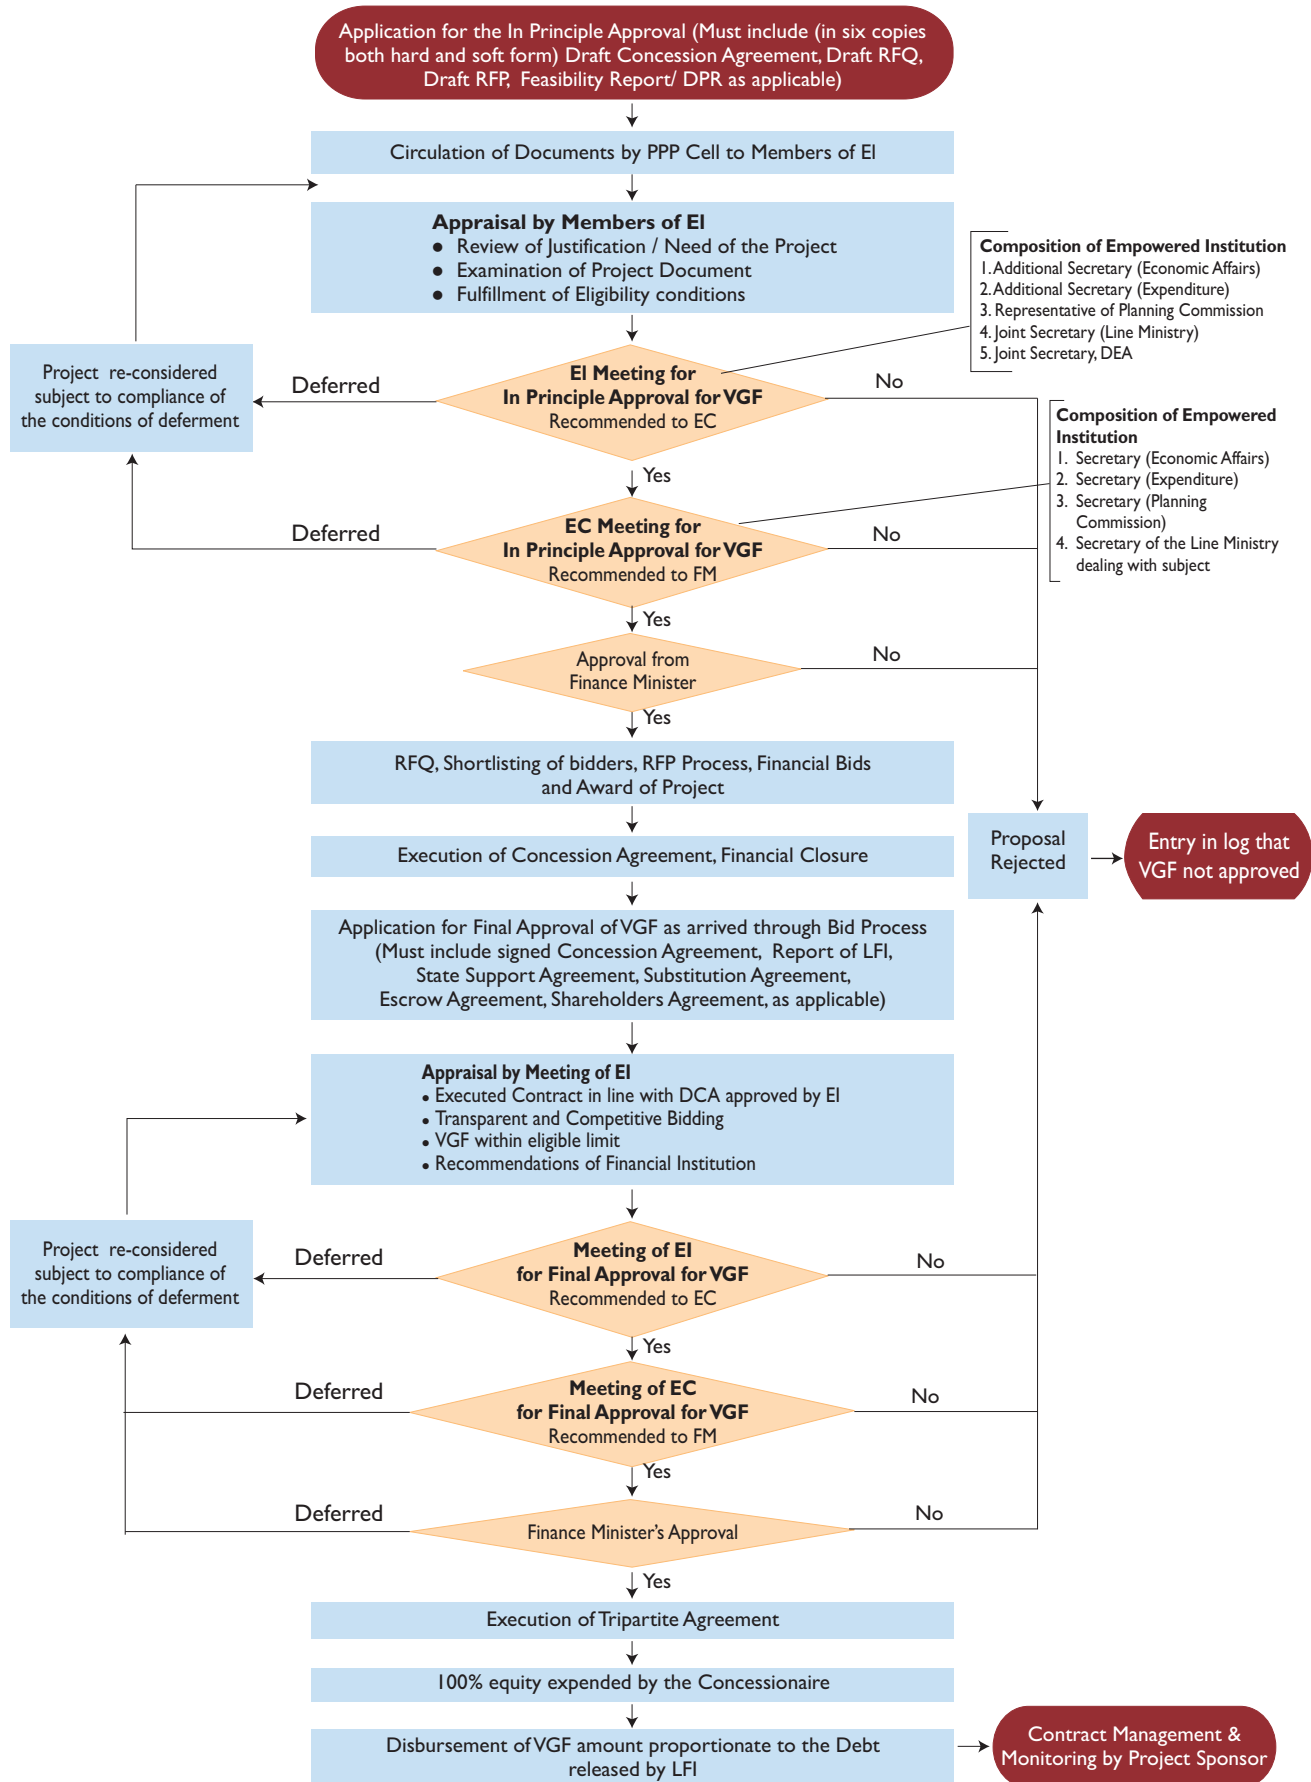 Application for the In Principle Approval (Must include (in six copies
both hard and soft form) Draft Concession Agreement, Draft RFQ,
Draft RFP, Feasibility Report/ DPR as applicable)
Circulation of Documents by PPP Cell to Members of EI
Appraisal by Members of EI
● Review of Justification / Need of the Project
● Examination of Project Document
● Fulfillment of Eligibility conditions
Composition of Empowered Institution
1. Additional Secretary (Economic Affairs)
2. Additional Secretary (Expenditure)
3. Representative of Planning Commission
4. Joint Secretary (Line Ministry)
5. Joint Secretary, DEA
Project re-considered
subject to compliance of
the conditions of deferment
Deferred
EI Meeting for
In Principle Approval for VGF
Recommended to EC
No
Yes
Composition of Empowered
Institution
1. Secretary (Economic Affairs)
2. Secretary (Expenditure)
3. Secretary (Planning
Commission)
4. Secretary of the Line Ministry
dealing with subject
Deferred
EC Meeting for
In Principle Approval for VGF
Recommended to FM
No
Yes
Approval from
Finance Minister
No
Yes
RFQ, Shortlisting of bidders, RFP Process, Financial Bids
and Award of Project
Execution of Concession Agreement, Financial Closure
Proposal
Rejected
Entry in log that
VGF not approved
Application for Final Approval of VGF as arrived through Bid Process
(Must include signed Concession Agreement, Report of LFI,
State Support Agreement, Substitution Agreement,
Escrow Agreement, Shareholders Agreement, as applicable)
Appraisal by Meeting of EI
● Executed Contract in line with DCA approved by EI
● Transparent and Competitive Bidding
● VGF within eligible limit
● Recommendations of Financial Institution
Project re-considered
subject to compliance of
the conditions of deferment
Deferred
Meeting of EI
for Final Approval for VGF
Recommended to EC
No
Yes
Deferred
Meeting of EC
for Final Approval for VGF
Recommended to FM
No
Yes
Deferred
Finance Minister's Approval
No
Yes
Execution of Tripartite Agreement
100% equity expended by the Concessionaire
Disbursement of VGF amount proportionate to the Debt
released by LFI
Contract Management &
Monitoring by Project Sponsor